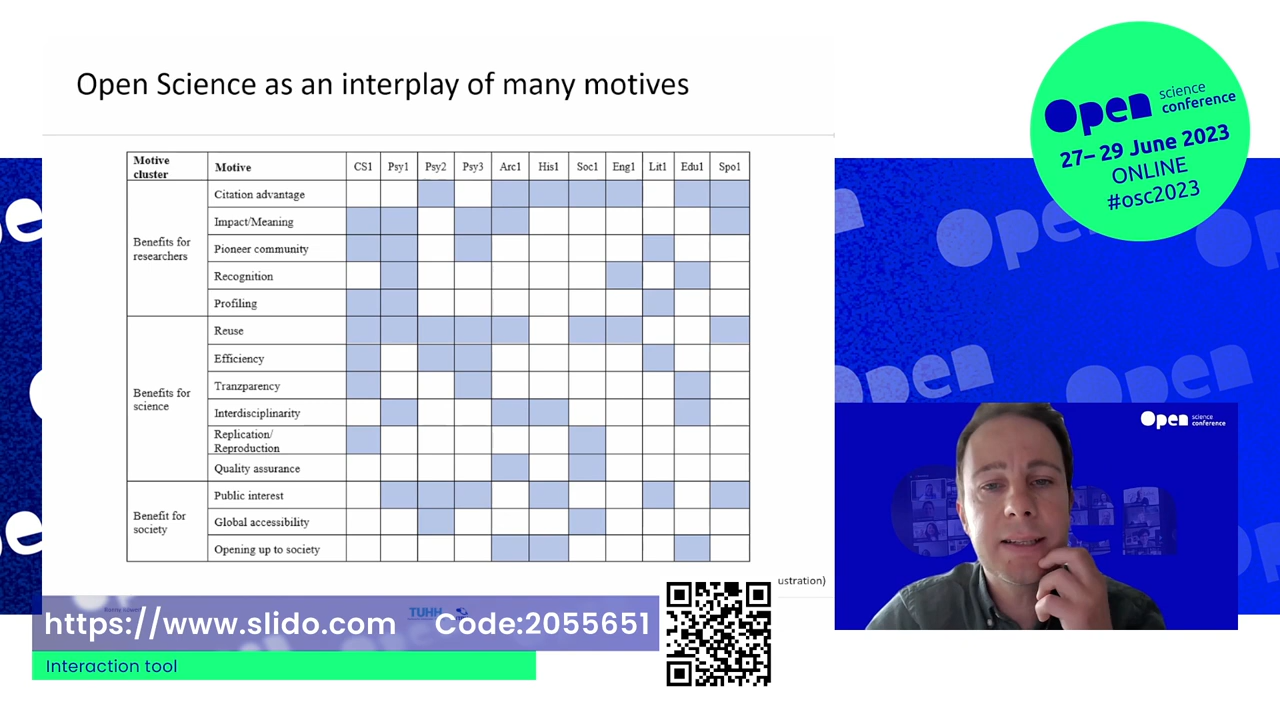 Open Science as an interplay of many motives
Motive cluster Motive CS1 Psy1 Psy2 Psy3 Arc1 His1 Soc1 Eng1 Lit1 Edu1 Spo1
Benefits for researchers
Citation advantage
Impact/Meaning
Pioneer community
Recognition
Profiling
Benefits for science
Reuse
Efficiency
Tranzparency
Interdisciplinarity
Replication/
Reproduction
Quality assurance
Benefit for society
Public interest
Global accessibility
Opening up to society
ustration)
TUHH
https://www.slido.com Code:2055651
Interaction tool
Open science conference
27– 29 June 2023
ONLINE
#osc2023
Open
Open
Open
Open science conference